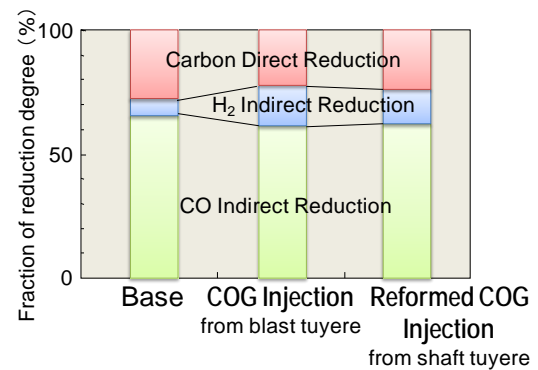 Fraction of reduction degree (%)
100
50
0
Carbon Direct Reduction
H₂ Indirect Reduction
CO Indirect Reduction
Base
COG Injection
from blast tuyere
Reformed COG
Injection
from shaft tuyere